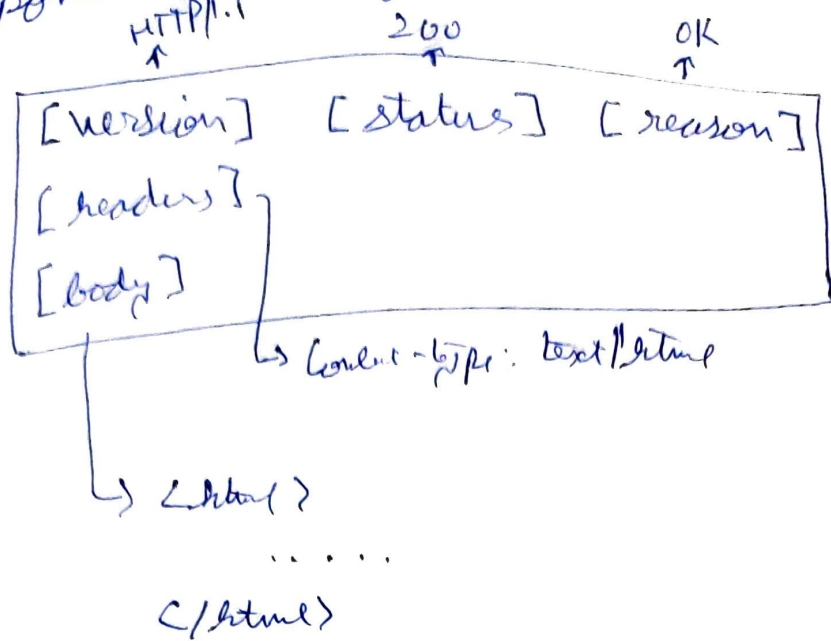 HTTP/1.1 200 OK
[version] [status] [reason]
[headers]
[body]
Content-type: text/html
<html>
.....
</html>